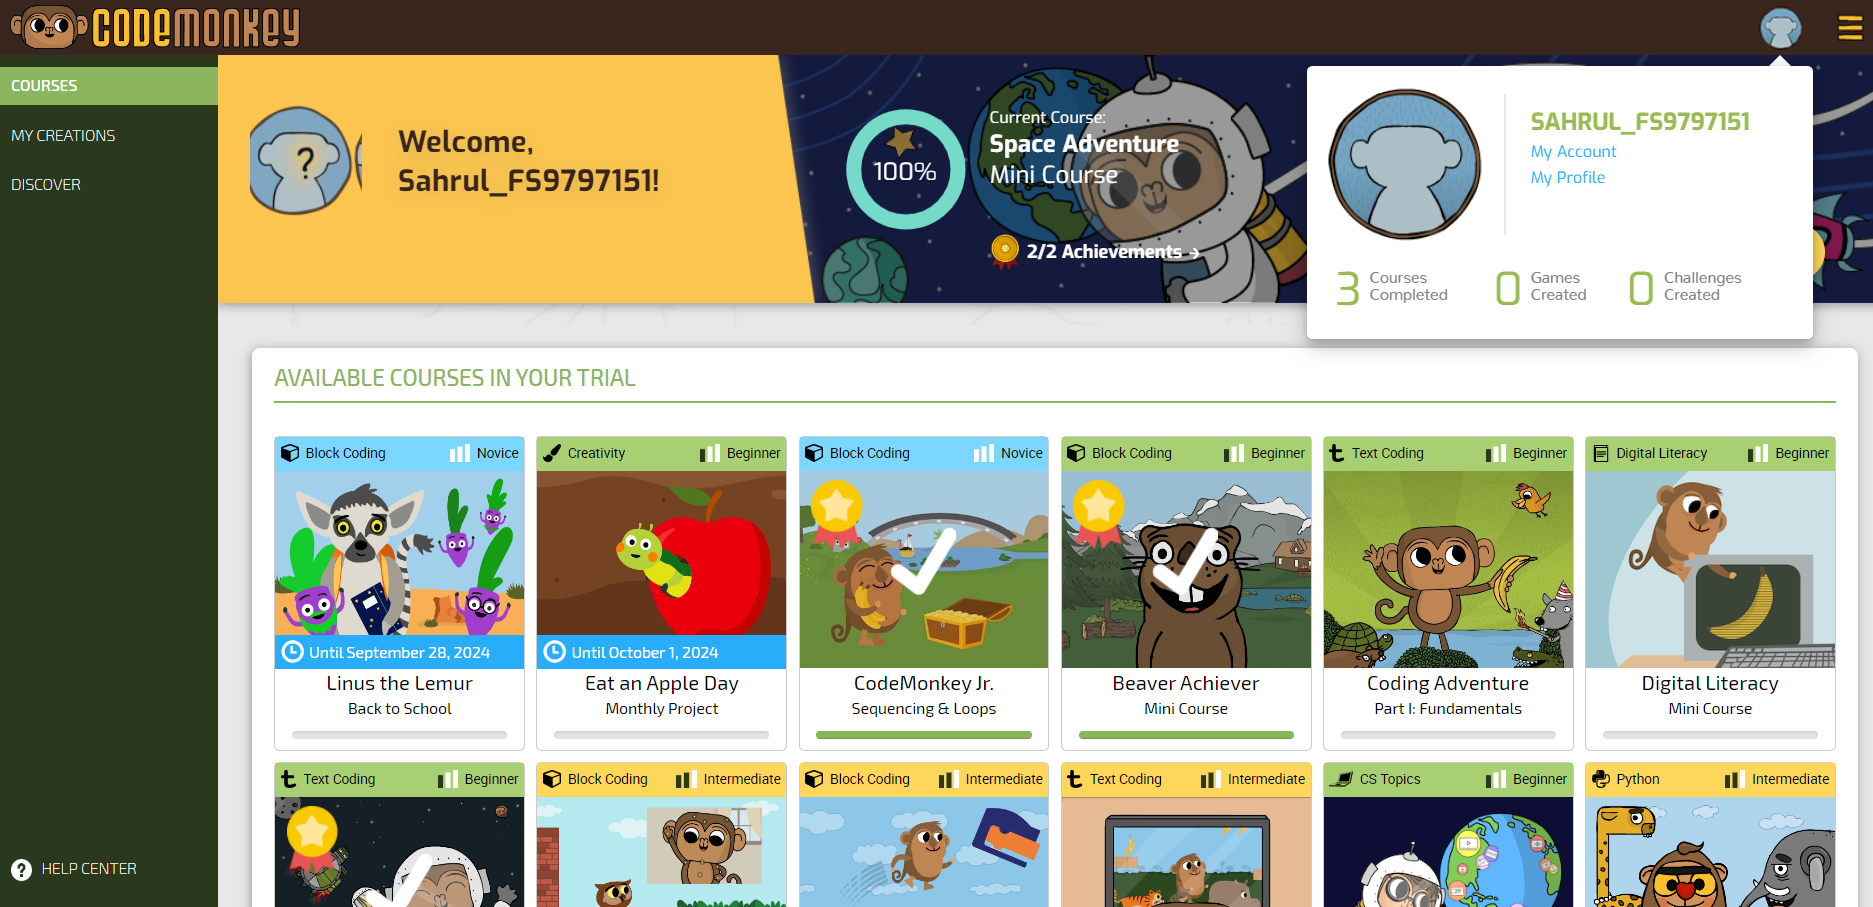 CODEMONKEY
COURSES
MY CREATIONS
DISCOVER
HELP CENTER
?
Welcome,
Sahrul_FS9797151!
100%
Current Course:
Space Adventure
Mini Course
2/2 Achievements →
SAHRUL_FS9797151
My Account
My Profile
3 Courses Completed
0 Games Created
0 Challenges Created
AVAILABLE COURSES IN YOUR TRIAL
Block Coding Novice
Until September 28, 2024
Linus the Lemur
Back to School
Creativity Beginner
Until October 1, 2024
Eat an Apple Day
Monthly Project
Block Coding Novice
CodeMonkey Jr.
Sequencing & Loops
Block Coding Beginner
Beaver Achiever
Mini Course
Text Coding Beginner
Coding Adventure
Part I: Fundamentals
Digital Literacy Beginner
Digital Literacy
Mini Course
Text Coding Beginner
Block Coding Intermediate
Block Coding Intermediate
Text Coding Intermediate
CS Topics Beginner
Python Intermediate